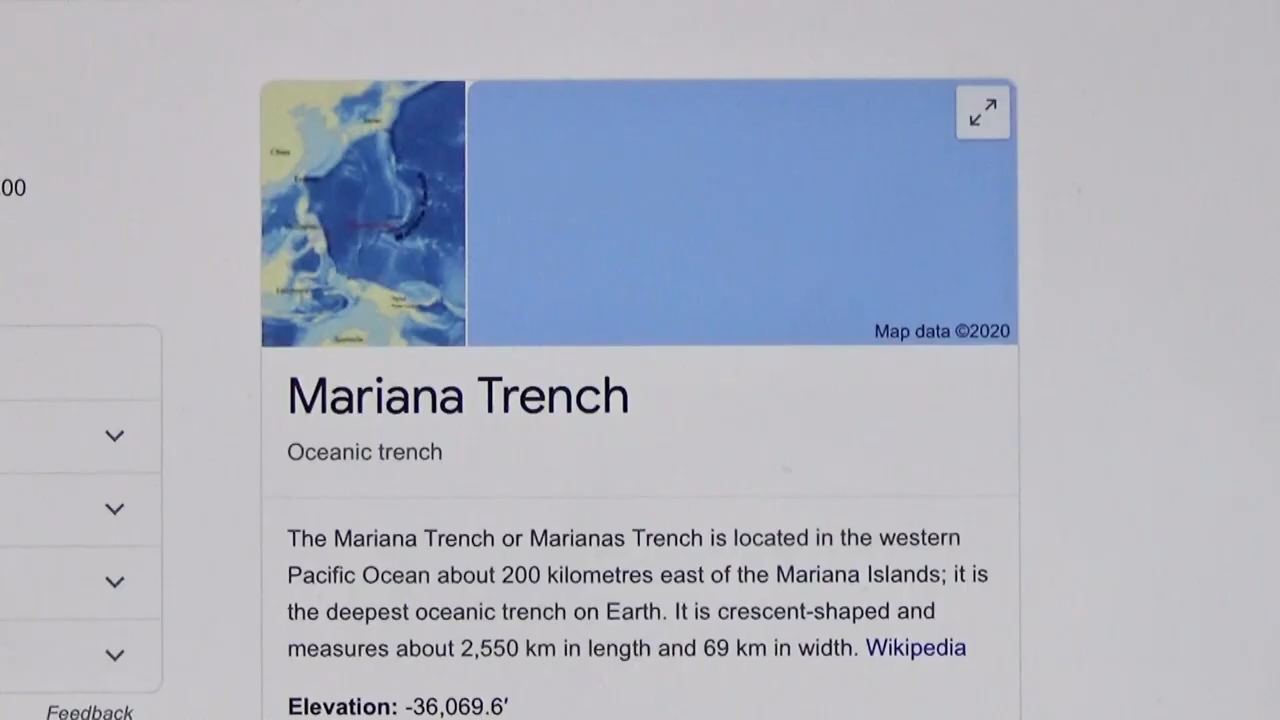 00
China
Map data ©2020
Mariana Trench
Oceanic trench
The Mariana Trench or Marianas Trench is located in the western
Pacific Ocean about 200 kilometres east of the Mariana Islands; it is
the deepest oceanic trench on Earth. It is crescent-shaped and
measures about 2,550 km in length and 69 km in width. Wikipedia
Elevation: -36,069.6′
Feedback